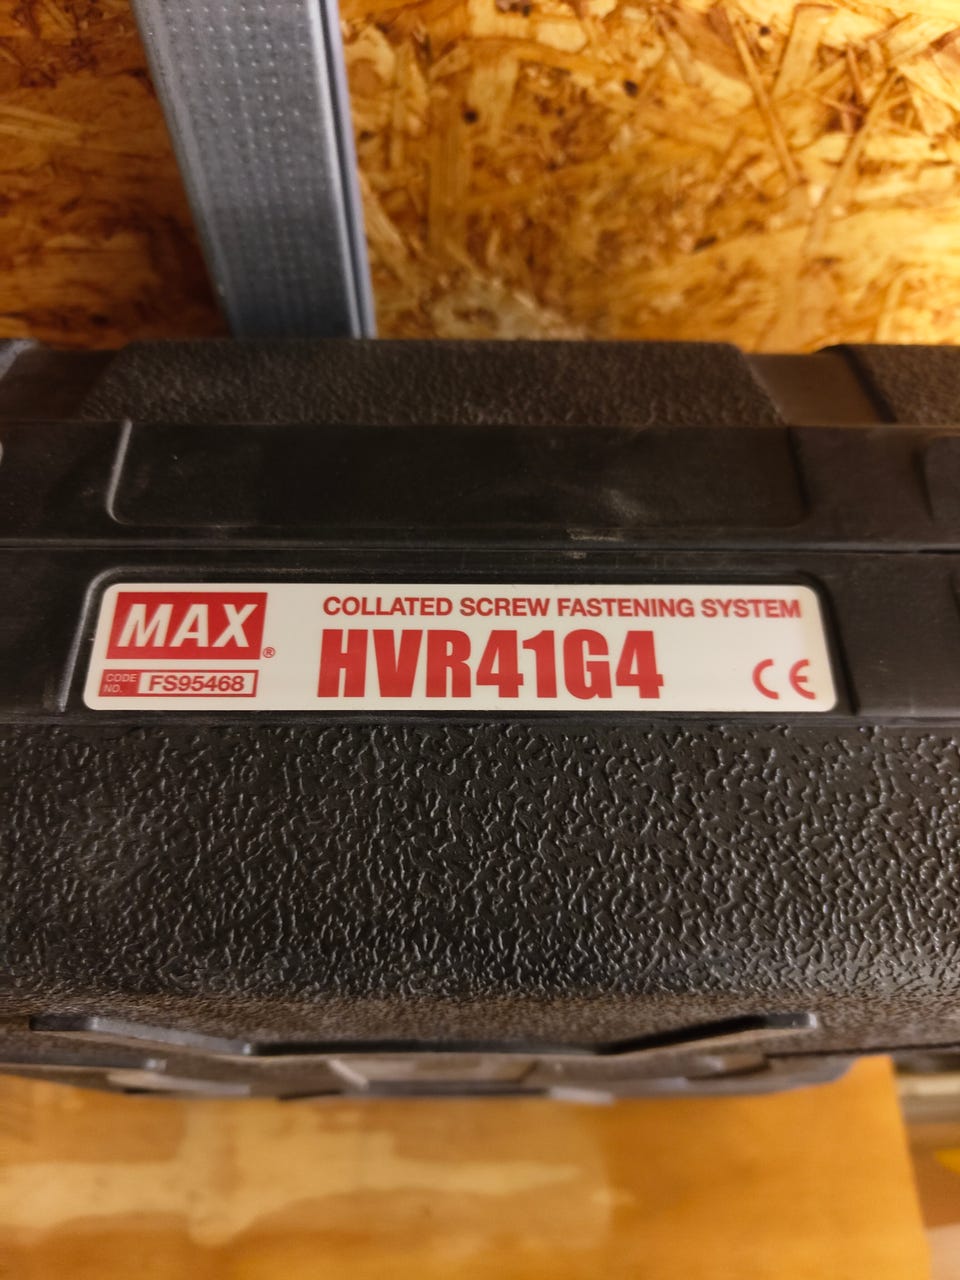 MAX®
CODE NO. FS95468
COLLATED SCREW FASTENING SYSTEM
HVR41G4
CE